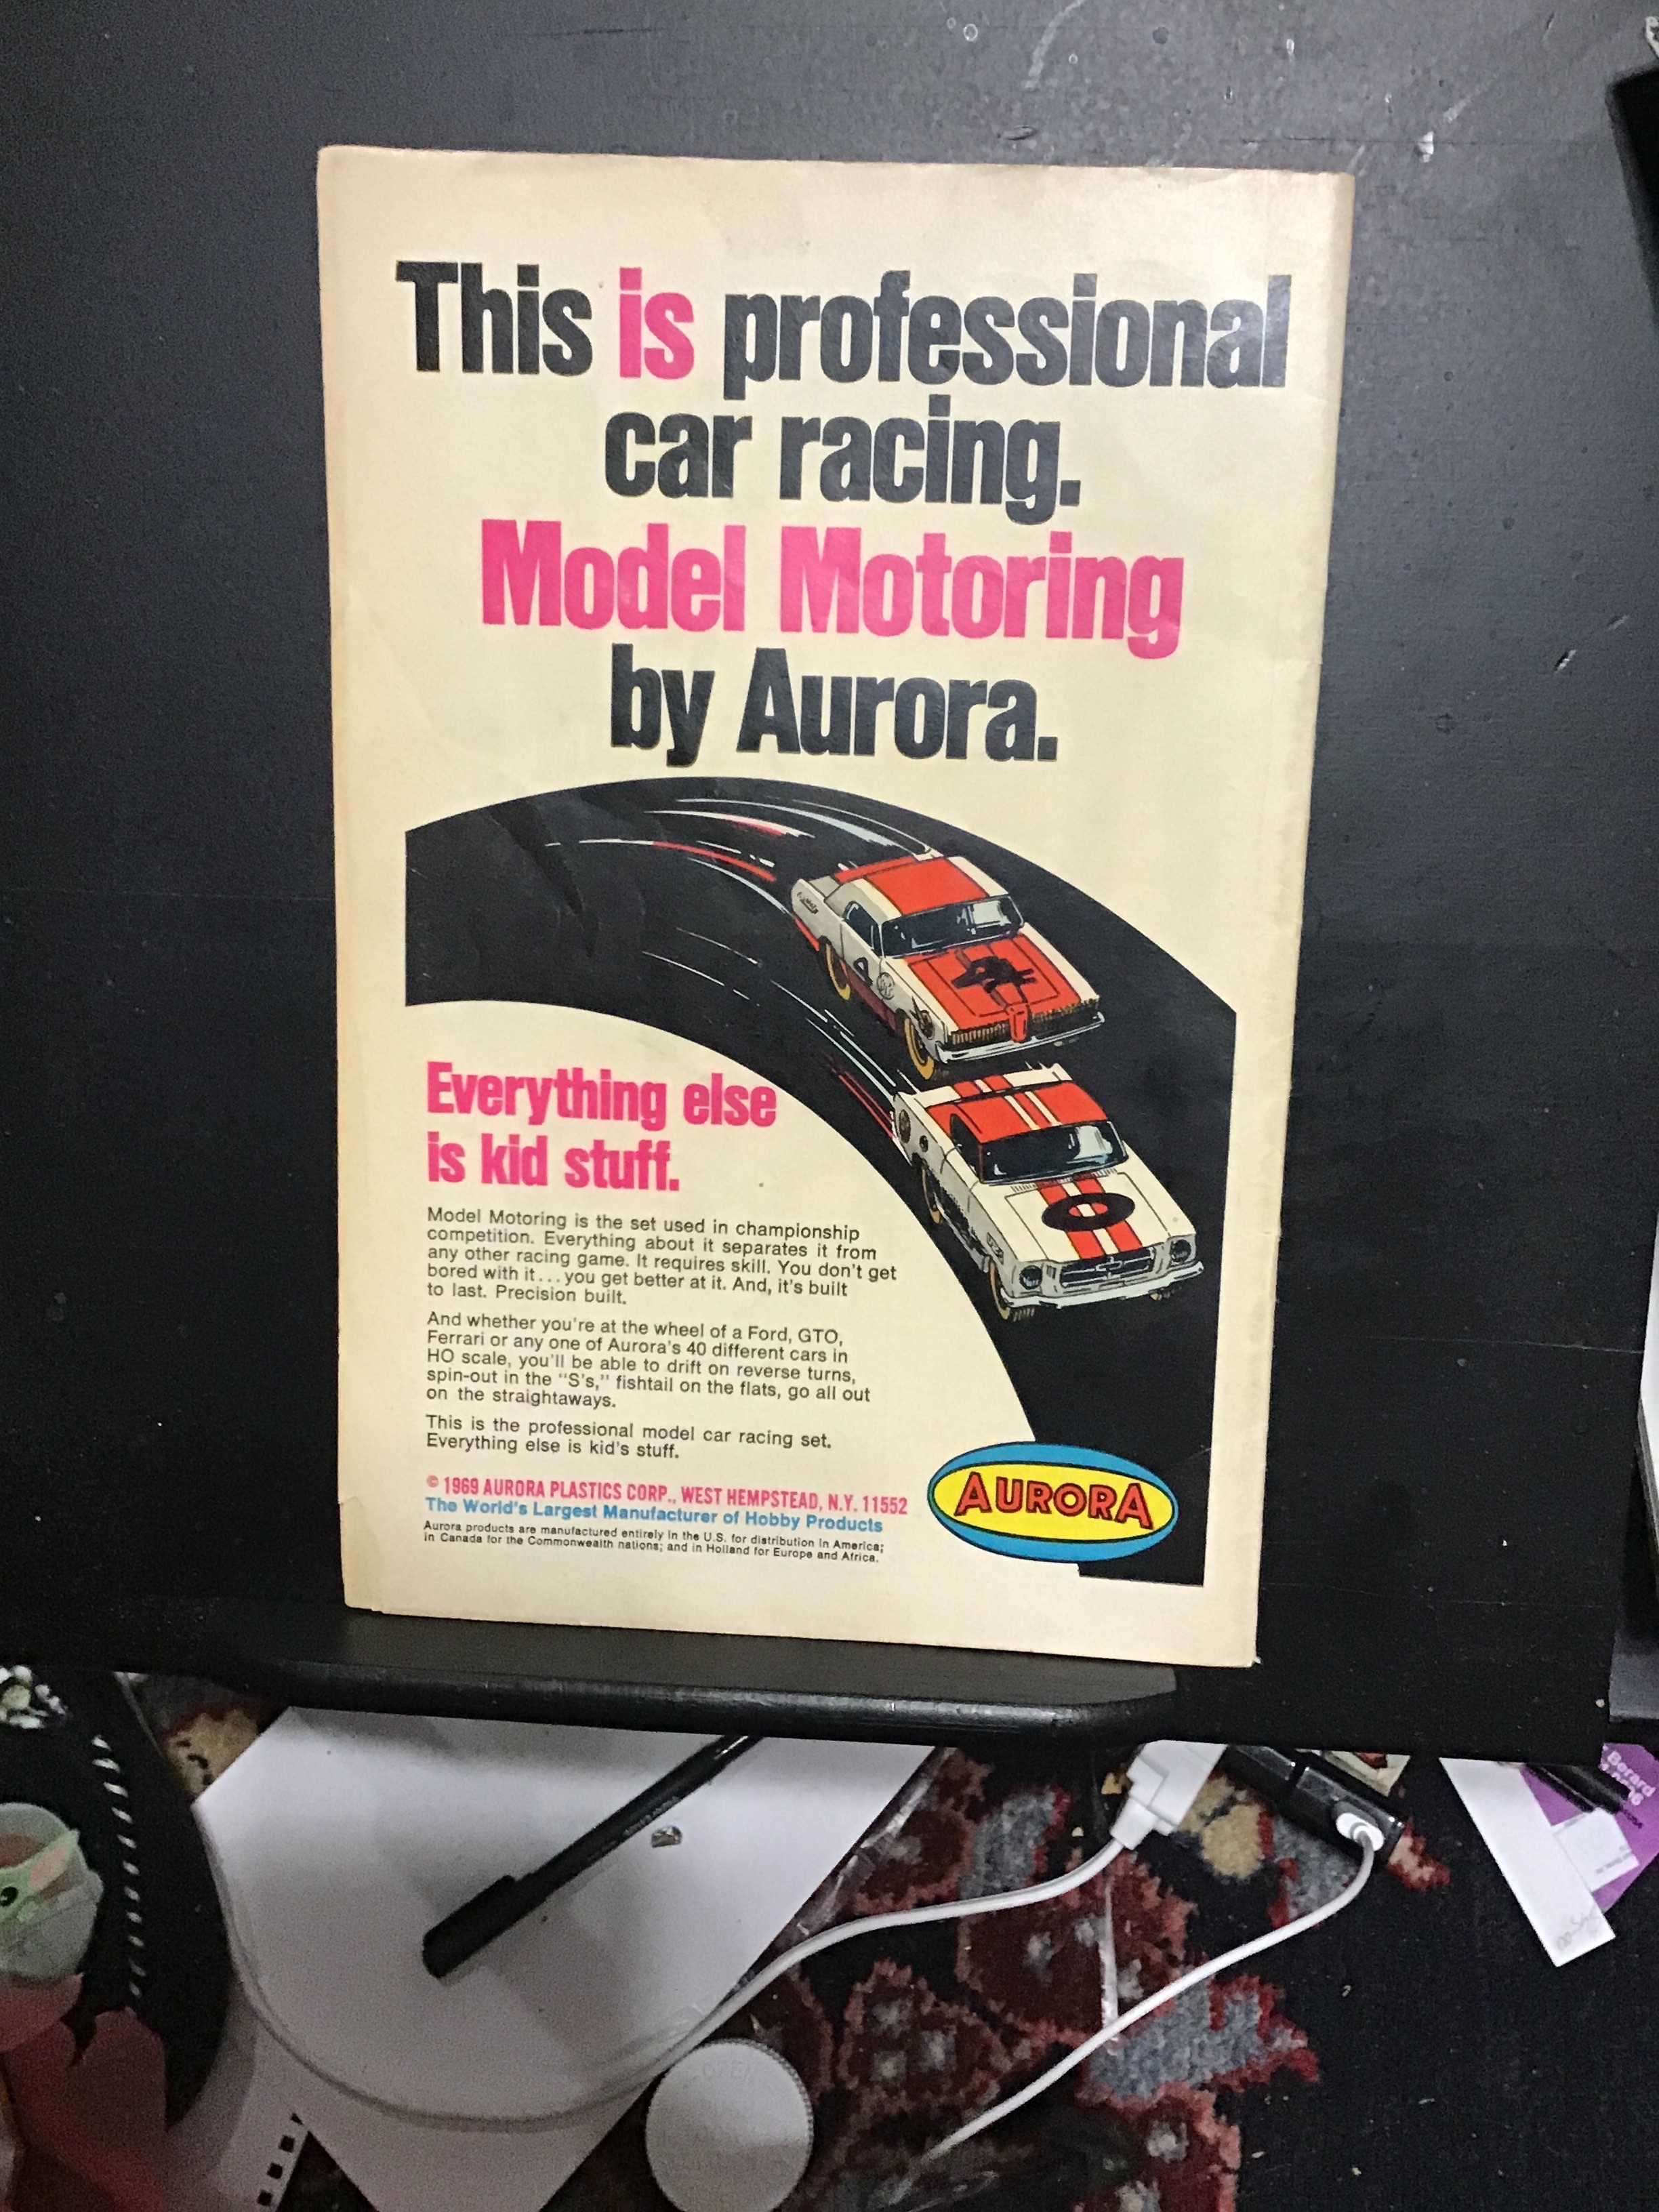 This is professional
car racing.
Model Motoring
by Aurora.
4
0
Everything else
is kid stuff.
Model Motoring is the set used in championship
competition. Everything about it separates it from
any other racing game. It requires skill. You don't get
bored with it...you get better at it. And, it's built
to last. Precision built.
And whether you're at the wheel of a Ford, GTO,
Ferrari or any one of Aurora's 40 different cars in
HO scale, you'll be able to drift on reverse turns,
spin-out in the "S's," fishtail on the flats, go all out
on the straightaways.
This is the professional model car racing set.
Everything else is kid's stuff.
© 1969 AURORA PLASTICS CORP., WEST HEMPSTEAD, N.Y. 11552
The World's Largest Manufacturer of Hobby Products
Aurora products are manufactured entirely in the U.S. for distribution in America;
in Canada for the Commonwealth nations; and in Holland for Europe and Africa.
AURORA
Berard